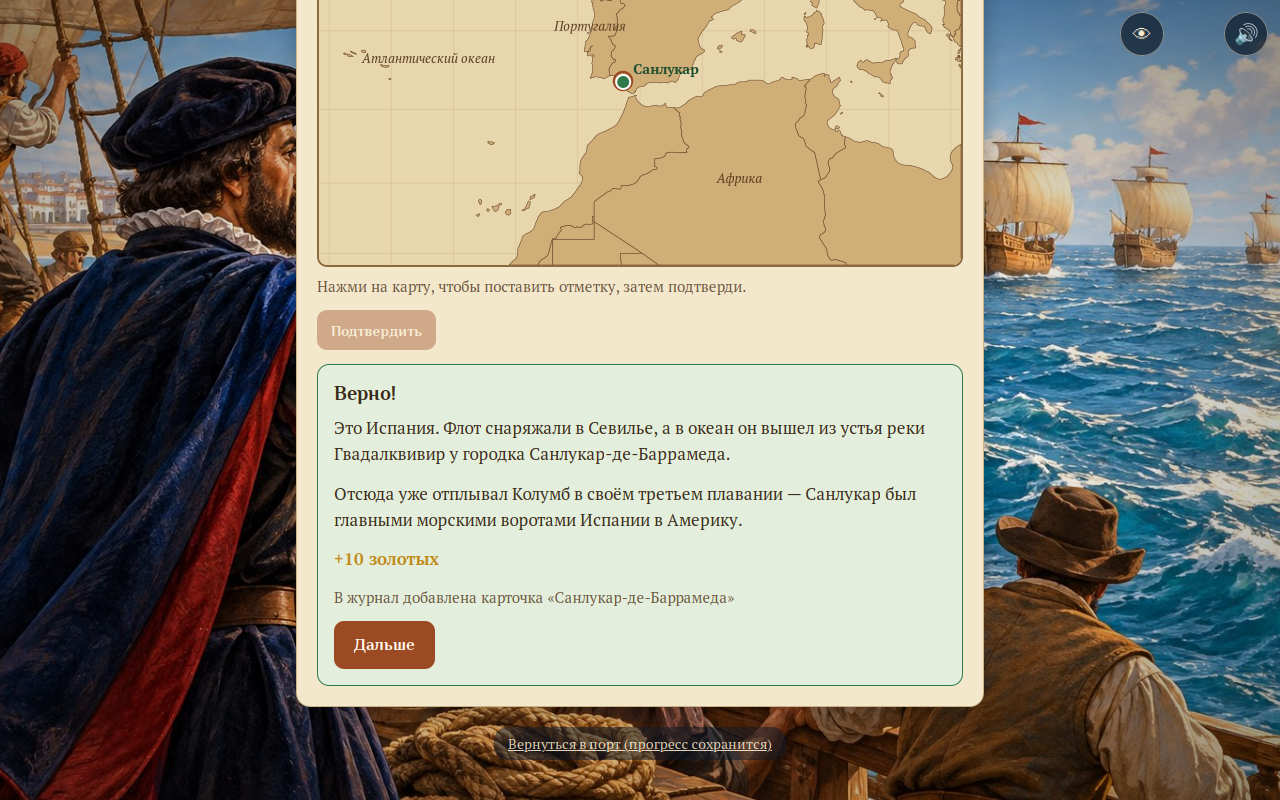 Португалия
Атлантический океан
Санлукар
Африка
Нажми на карту, чтобы поставить отметку, затем подтверди.
Подтвердить
Верно!
Это Испания. Флот снаряжали в Севилье, а в океан он вышел из устья реки
Гвадалквивир у городка Санлукар-де-Баррамеда.
Отсюда уже отплывал Колумб в своём третьем плавании — Санлукар был
главными морскими воротами Испании в Америку.
+10 золотых
В журнал добавлена карточка «Санлукар-де-Баррамеда»
Дальше
Вернуться в порт (прогресс сохранится)